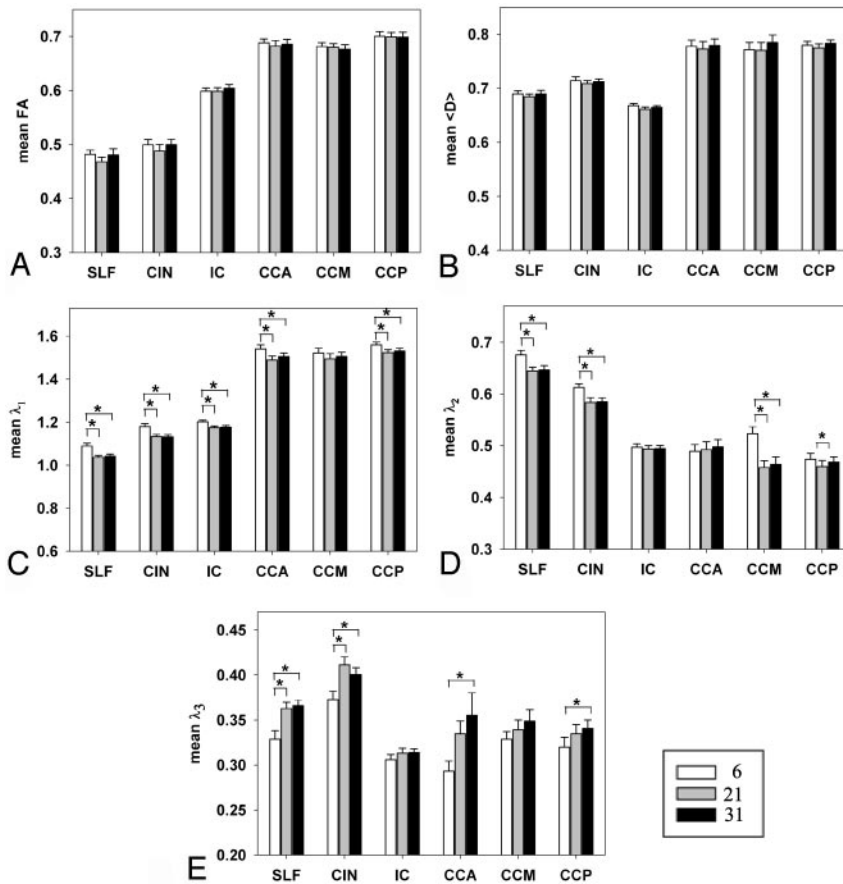 0.7
0.6
0.5
0.4
0.3
mean FA
A
SLF CIN IC CCA CCM CCP
0.8
0.7
0.6
0.5
0.4
mean <D>
B
SLF CIN IC CCA CCM CCP
1.6
1.4
1.2
1.0
0.8
0.6
mean λ1
* * * * * * * * * *
C
SLF CIN IC CCA CCM CCP
0.7
0.6
0.5
0.4
0.3
mean λ2
* * * * * * *
D
SLF CIN IC CCA CCM CCP
0.45
0.40
0.35
0.30
0.25
0.20
mean λ3
* * * * * *
E
SLF CIN IC CCA CCM CCP
6
21
31